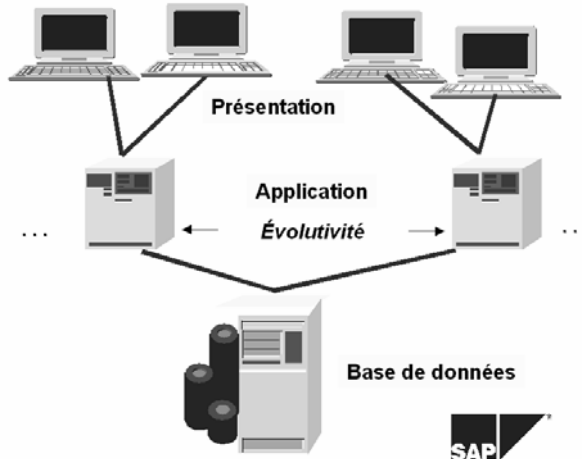 Présentation
Application
... Évolutivité ..
Base de données
SAP